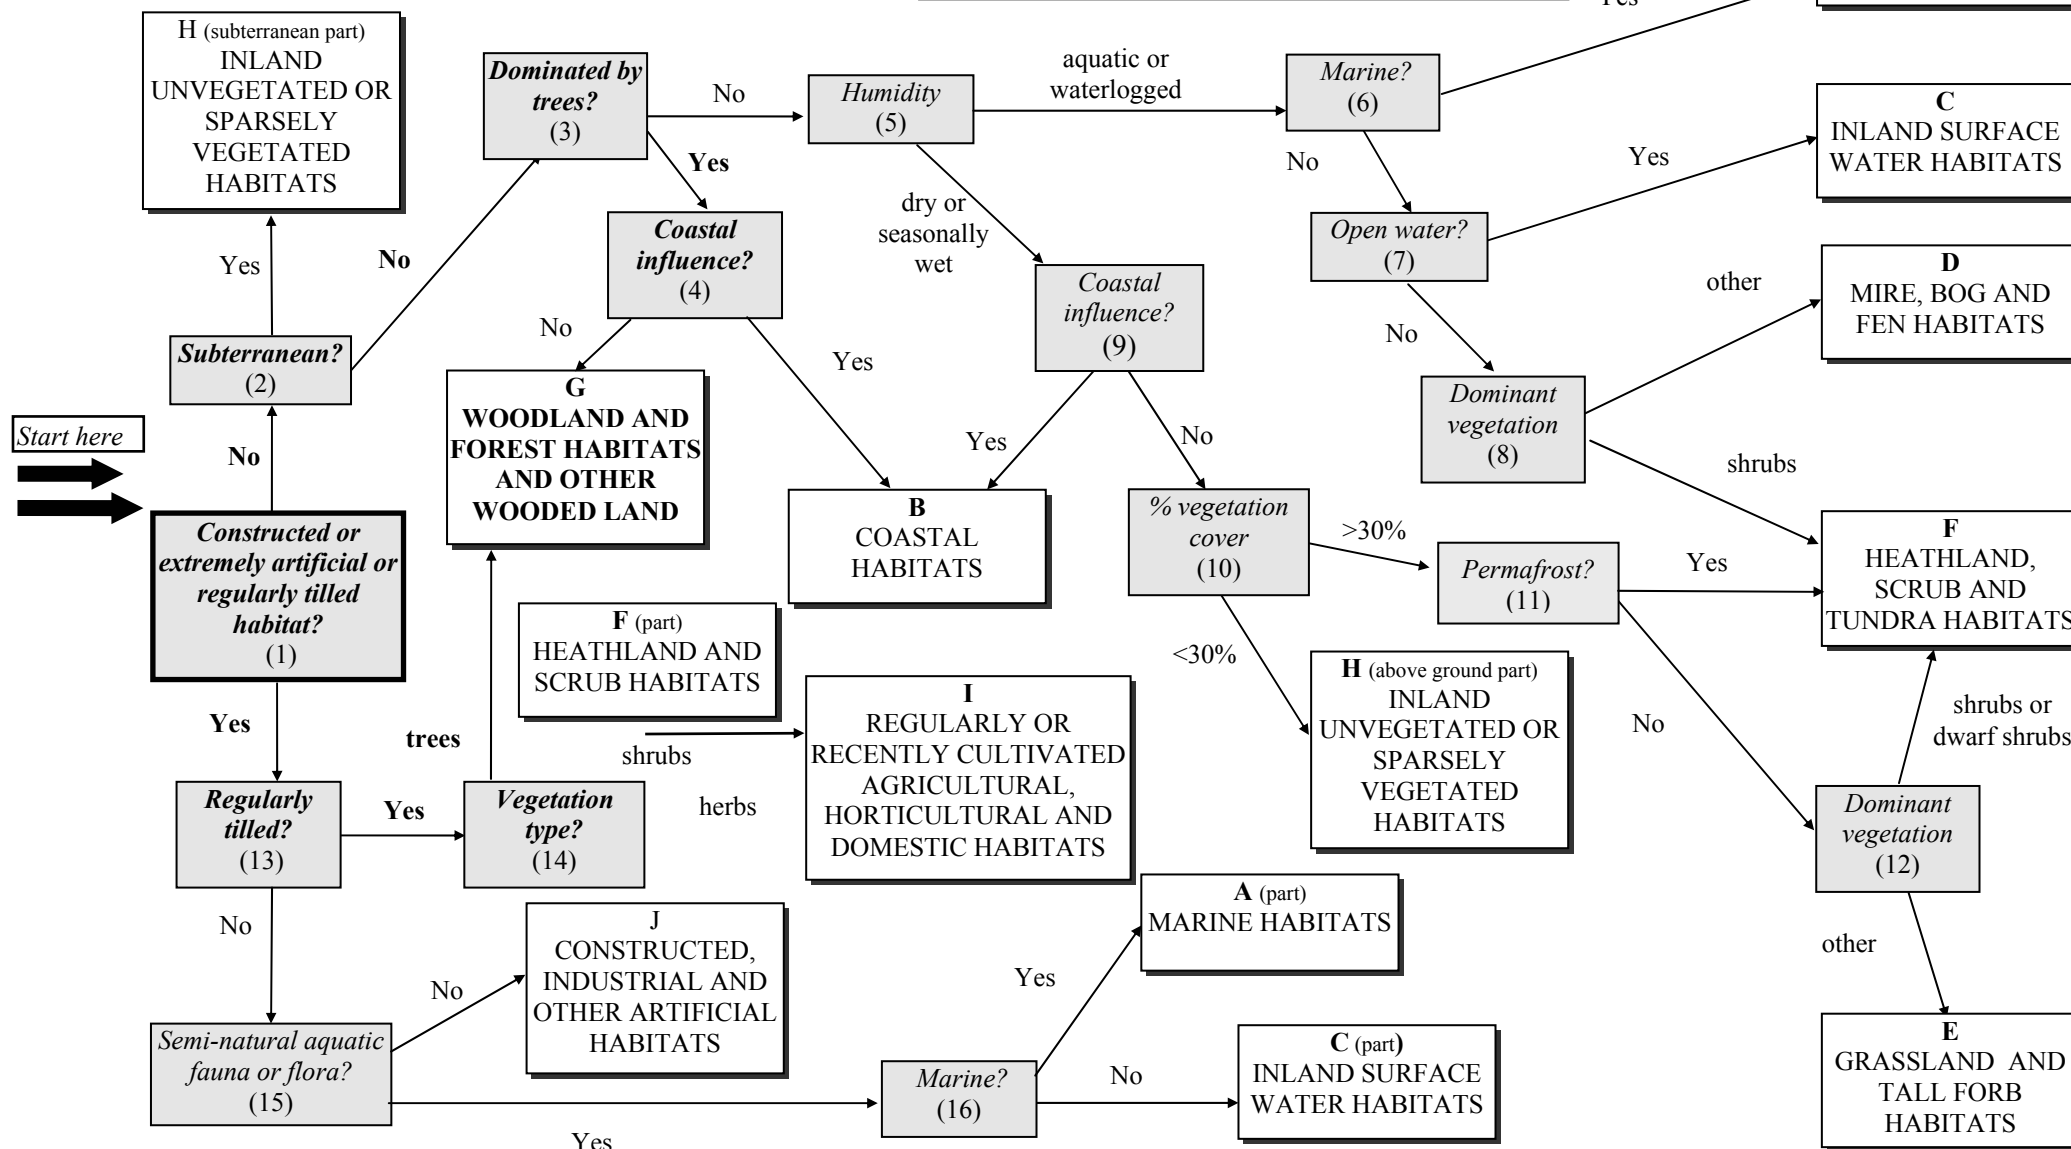 Yes
H (subterranean part)
INLAND
UNVEGETATED OR
SPARSELY
VEGETATED
HABITATS
Dominated by
trees?
(3)
No
Humidity
(5)
aquatic or
waterlogged
Marine?
(6)
C
INLAND SURFACE
WATER HABITATS
Yes
Yes
No
dry or
seasonally
wet
Coastal
influence?
(4)
Open water?
(7)
Yes
No
Coastal
influence?
(9)
other
D
MIRE, BOG AND
FEN HABITATS
No
Yes
No
Subterranean?
(2)
G
WOODLAND AND
FOREST HABITATS
AND OTHER
WOODED LAND
Dominant
vegetation
(8)
Start here
No
Yes
No
shrubs
B
COASTAL
HABITATS
% vegetation
cover
(10)
>30%
Permafrost?
(11)
Yes
F
HEATHLAND,
SCRUB AND
TUNDRA HABITATS
Constructed or
extremely artificial or
regularly tilled
habitat?
(1)
F (part)
HEATHLAND AND
SCRUB HABITATS
<30%
H (above ground part)
INLAND
UNVEGETATED OR
SPARSELY
VEGETATED
HABITATS
No
shrubs or
dwarf shrubs
Yes
trees
shrubs
herbs
I
REGULARLY OR
RECENTLY CULTIVATED
AGRICULTURAL,
HORTICULTURAL AND
DOMESTIC HABITATS
Regularly
tilled?
(13)
Yes
Vegetation
type?
(14)
Dominant
vegetation
(12)
No
J
CONSTRUCTED,
INDUSTRIAL AND
OTHER ARTIFICIAL
HABITATS
No
A (part)
MARINE HABITATS
Yes
other
Semi-natural aquatic
fauna or flora?
(15)
Yes
Marine?
(16)
No
C (part)
INLAND SURFACE
WATER HABITATS
E
GRASSLAND AND
TALL FORB
HABITATS